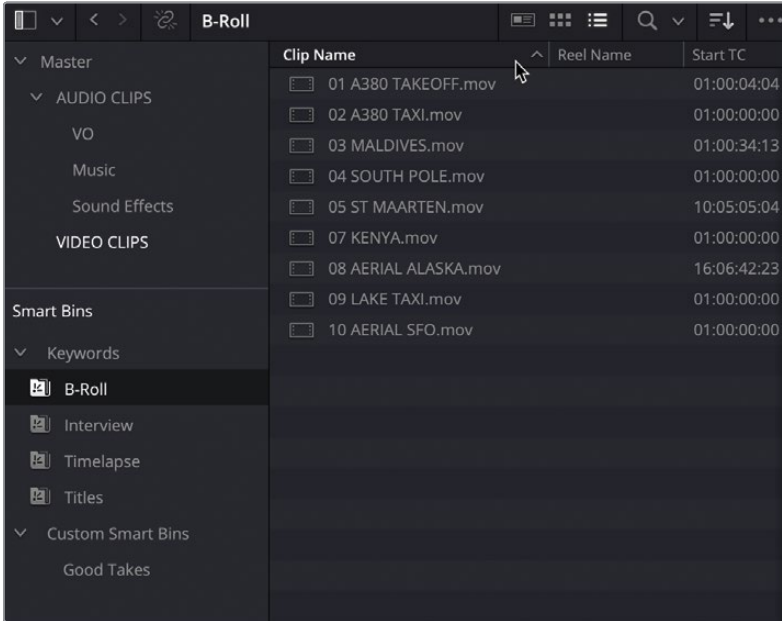 B-Roll
Master
AUDIO CLIPS
VO
Music
Sound Effects
VIDEO CLIPS
Smart Bins
Keywords
B-Roll
Interview
Timelapse
Titles
Custom Smart Bins
Good Takes
Clip Name Reel Name Start TC
01 A380 TAKEOFF.mov 01:00:04:04
02 A380 TAXI.mov 01:00:00:00
03 MALDIVES.mov 01:00:34:13
04 SOUTH POLE.mov 01:00:00:00
05 ST MAARTEN.mov 10:05:05:04
07 KENYA.mov 01:00:00:00
08 AERIAL ALASKA.mov 16:06:42:23
09 LAKE TAXI.mov 01:00:00:00
10 AERIAL SFO.mov 01:00:00:00